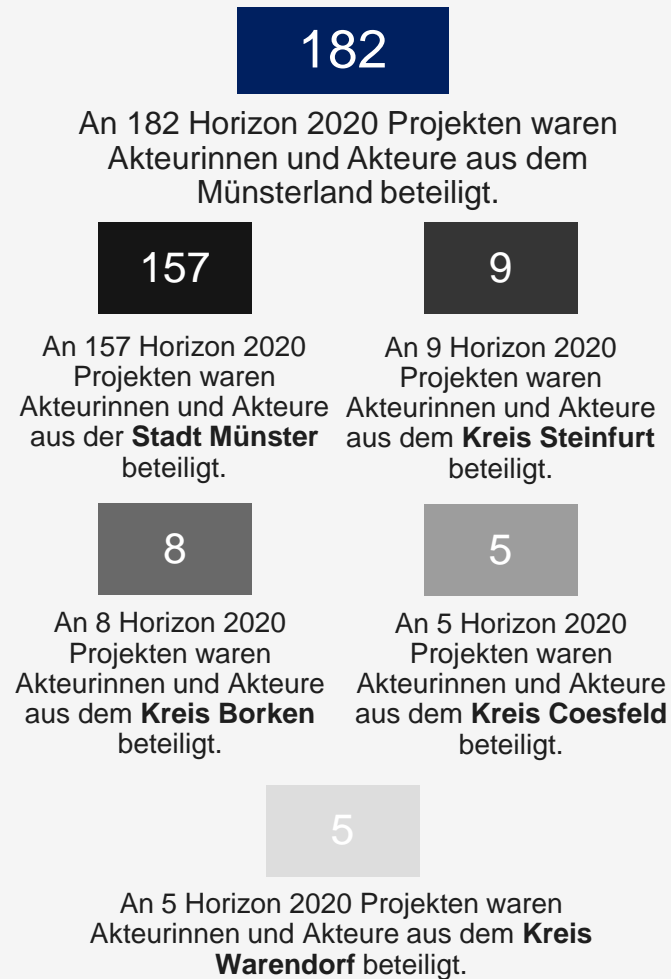 182
An 182 Horizon 2020 Projekten waren
Akteurinnen und Akteure aus dem
Münsterland beteiligt.
157
An 157 Horizon 2020
Projekten waren
Akteurinnen und Akteure
aus der Stadt Münster
beteiligt.
9
An 9 Horizon 2020
Projekten waren
Akteurinnen und Akteure
aus dem Kreis Steinfurt
beteiligt.
8
An 8 Horizon 2020
Projekten waren
Akteurinnen und Akteure
aus dem Kreis Borken
beteiligt.
5
An 5 Horizon 2020
Projekten waren
Akteurinnen und Akteure
aus dem Kreis Coesfeld
beteiligt.
5
An 5 Horizon 2020 Projekten waren
Akteurinnen und Akteure aus dem Kreis
Warendorf beteiligt.